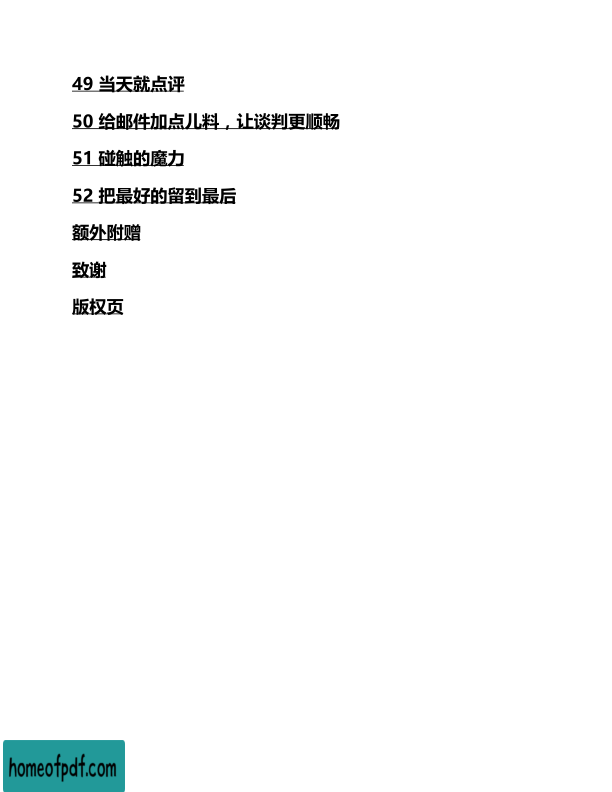 49 当天就点评
50 给邮件加点儿料，让谈判更顺畅
51 碰触的魔力
52 把最好的留到最后
额外附赠
致谢
版权页
homeofpdf.com